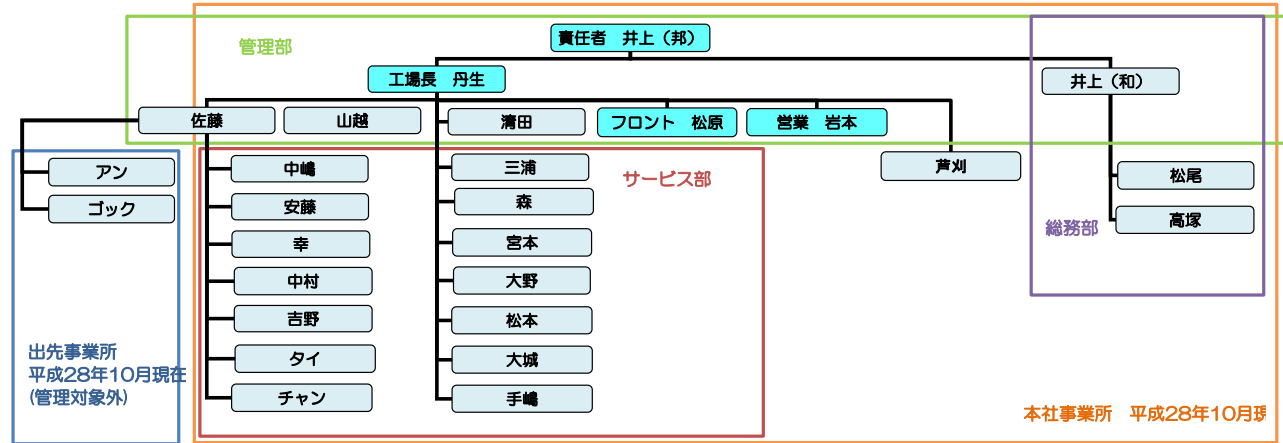 管理部
責任者 井上（邦）
工場長 丹生
井上（和）
佐藤
山越
清田
フロント 松原
営業 岩本
アン
ゴック
中嶋
安藤
幸
中村
吉野
タイ
チャン
三浦
森
宮本
大野
松本
大城
手嶋
サービス部
芦刈
松尾
高塚
総務部
出先事業所
平成28年10月現在
(管理対象外)
本社事業所 平成28年10月現